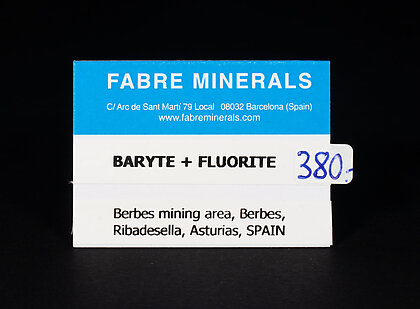 FABRE MINERALS
C/ Arc de Sant Martí 79 Local 08032 Barcelona (Spain)
www.fabreminerals.com
BARYTE + FLUORITE 380.-
Berbes mining area, Berbes,
Ribadesella, Asturias, SPAIN